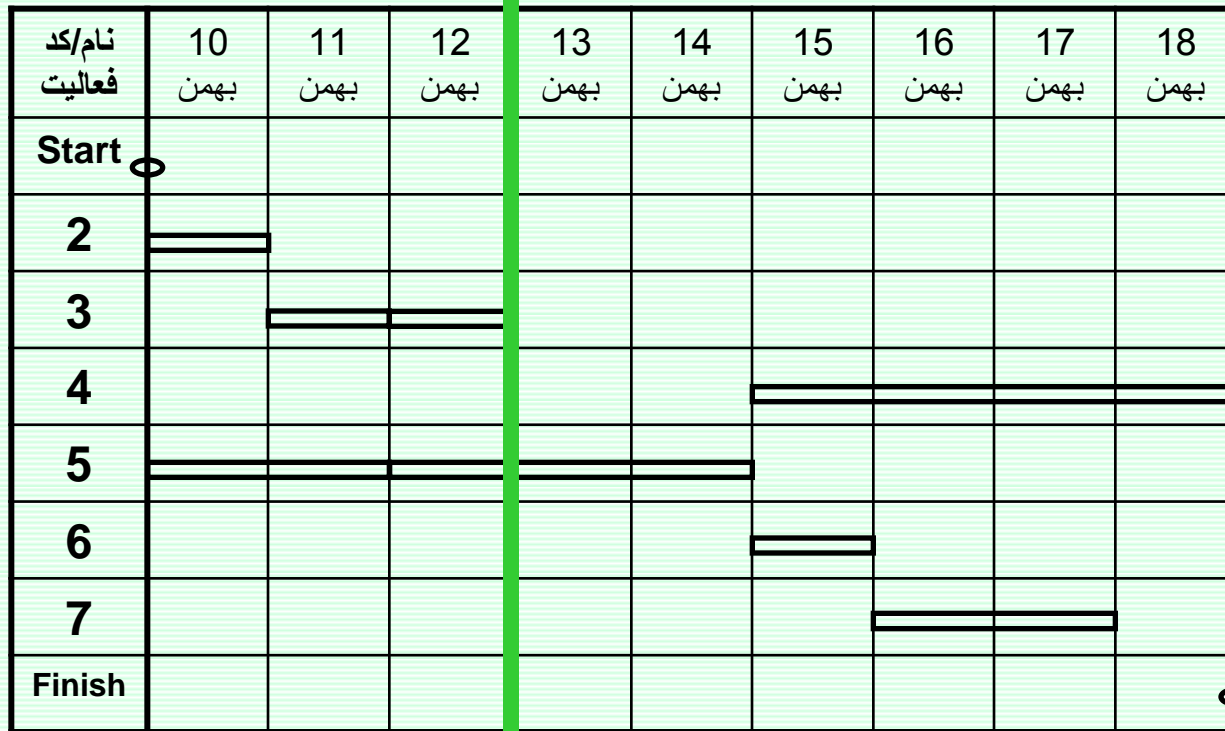 نام/کد
فعالیت
10
بهمن
11
بهمن
12
بهمن
13
بهمن
14
بهمن
15
بهمن
16
بهمن
17
بهمن
18
بهمن
Start
2
3
4
5
6
7
Finish